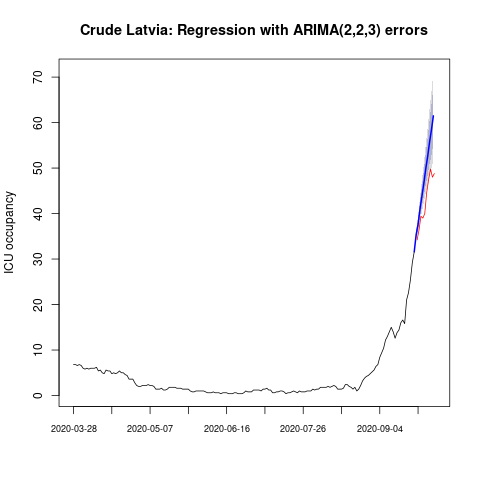 Crude Latvia: Regression with ARIMA(2,2,3) errors
ICU occupancy
70
60
50
40
30
20
10
0
2020-03-28 2020-05-07 2020-06-16 2020-07-26 2020-09-04